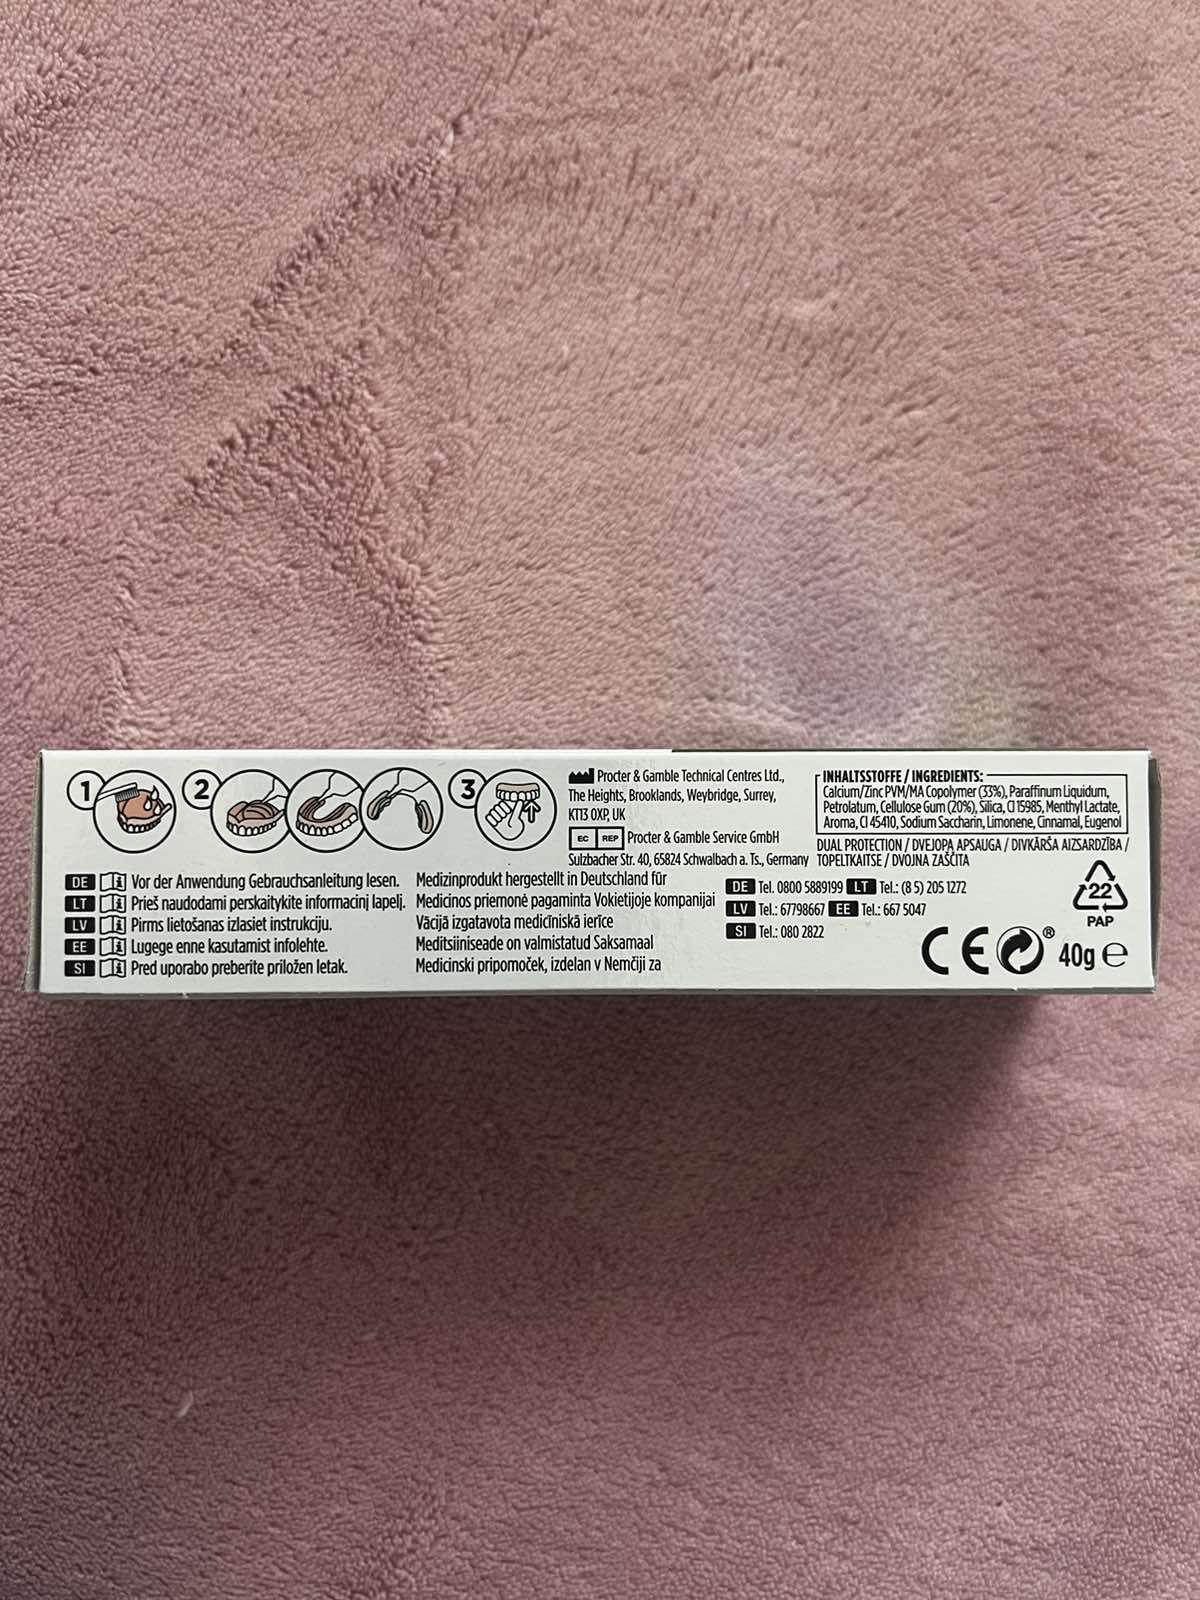 1
2
3
Procter & Gamble Technical Centres Ltd.,
The Heights, Brooklands, Weybridge, Surrey,
KT13 0XP, UK
EC REP Procter & Gamble Service GmbH
Sulzbacher Str. 40, 65824 Schwalbach a. Ts., Germany
INHALTSSTOFFE / INGREDIENTS:
Calcium/Zinc PVM/MA Copolymer (33%), Paraffinum Liquidum,
Petrolatum, Cellulose Gum (20%), Silica, CI 15985, Menthyl Lactate,
Aroma, CI 45410, Sodium Saccharin, Limonene, Cinnamal, Eugenol
DUAL PROTECTION / DVEJOPA APSAUGA / DIVKĀRŠA AIZSARDZĪBA /
TOPELTKAITSE / DVOJNA ZAŠČITA
DE Vor der Anwendung Gebrauchsanleitung lesen.
LT Prieš naudodami perskaitykite informacinį lapelį.
LV Pirms lietošanas izlasiet instrukciju.
EE Lugege enne kasutamist infolehte.
SI Pred uporabo preberite priložen letak.
Medizinprodukt hergestellt in Deutschland für
Medicinos priemonė pagaminta Vokietijoje kompanijai
Vācijā izgatavota medicīniskā ierīce
Meditsiiniseade on valmistatud Saksamaal
Medicinski pripomoček, izdelan v Nemčiji za
DE Tel. 0800 5889199 LT Tel.: (8 5) 205 1272
LV Tel.: 67798667 EE Tel.: 667 5047
SI Tel.: 080 2822
22
PAP
CE ® 40g e